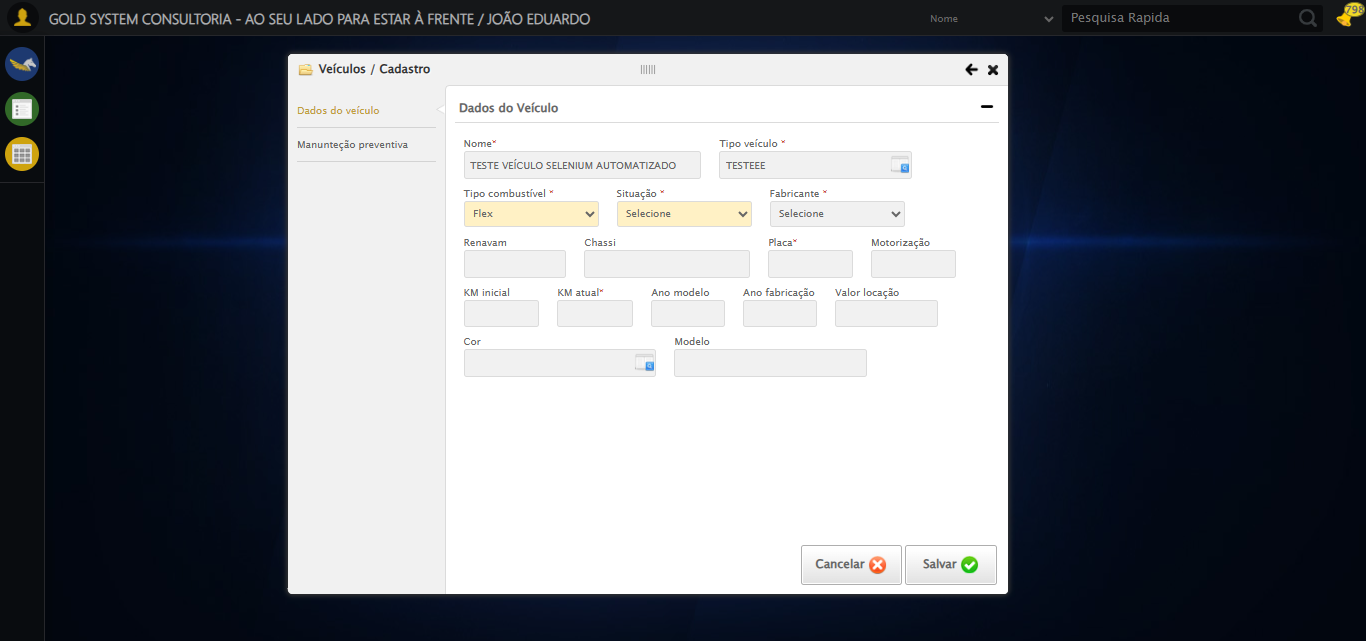 GOLD SYSTEM CONSULTORIA - AO SEU LADO PARA ESTAR À FRENTE / JOÃO EDUARDO
Nome
Pesquisa Rapida
798
Veículos / Cadastro
Dados do veículo
Manunteção preventiva
Dados do Veículo
Nome* Tipo veículo *
TESTE VEÍCULO SELENIUM AUTOMATIZADO TESTEEE
Tipo combustível * Situação * Fabricante *
Flex Selecione Selecione
Renavam Chassi Placa* Motorização
KM inicial KM atual* Ano modelo Ano fabricação Valor locação
Cor Modelo
Cancelar Salvar